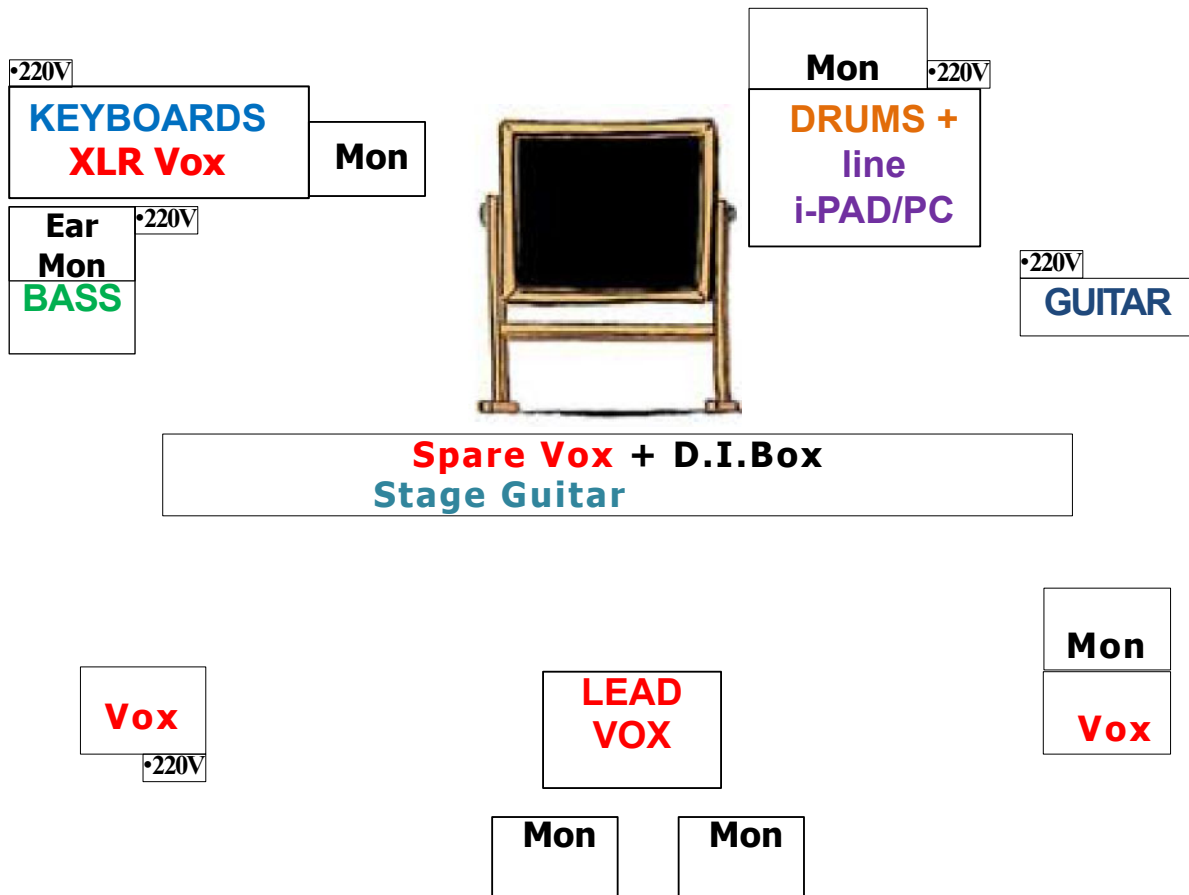 •220V
KEYBOARDS
XLR Vox
Mon
Mon
•220V
DRUMS +
line
i-PAD/PC
Ear
Mon
•220V
BASS
•220V
GUITAR
Spare Vox + D.I.Box
Stage Guitar
Mon
Vox
Vox
•220V
LEAD
VOX
Mon
Mon